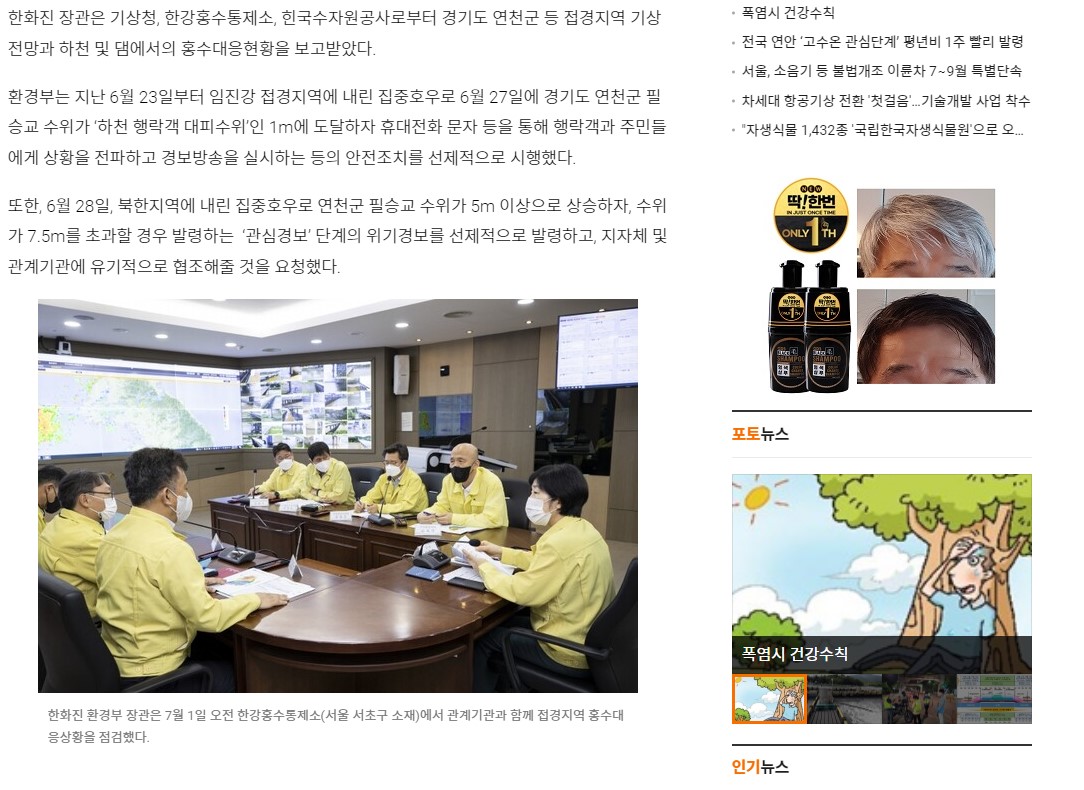 한화진 장관은 기상청, 한강홍수통제소, 한국수자원공사로부터 경기도 연천군 등 접경지역 기상
전망과 하천 및 댐에서의 홍수대응현황을 보고받았다.
환경부는 지난 6월 23일부터 임진강 접경지역에 내린 집중호우로 6월 27일에 경기도 연천군 필
승교 수위가 ‘하천 행락객 대피수위’인 1m에 도달하자 휴대전화 문자 등을 통해 행락객과 주민들
에게 상황을 전파하고 경보방송을 실시하는 등의 안전조치를 선제적으로 시행했다.
또한, 6월 28일, 북한지역에 내린 집중호우로 연천군 필승교 수위가 5m 이상으로 상승하자, 수위
가 7.5m를 초과할 경우 발령하는 ‘관심경보’ 단계의 위기경보를 선제적으로 발령하고, 지자체 및
관계기관에 유기적으로 협조해줄 것을 요청했다.
한화진 환경부 장관은 7월 1일 오전 한강홍수통제소(서울 서초구 소재)에서 관계기관과 함께 접경지역 홍수대
응상황을 점검했다.
폭염시 건강수칙
전국 연안 ‘고수온 관심단계’ 평년비 1주 빨리 발령
서울, 소음기 등 불법개조 이륜차 7~9월 특별단속
차세대 항공기상 전환 '첫걸음'...기술개발 사업 착수
"자생식물 1,432종 '국립한국자생식물원'으로 오...
NEW
딱!한번
IN JUST ONCE TIME
ONLY 1TH
딱!한번
ONLY 1TH
SHAMPOO
딱!한번
ONLY 1TH
SHAMPOO
포토뉴스
폭염시 건강수칙
인기뉴스